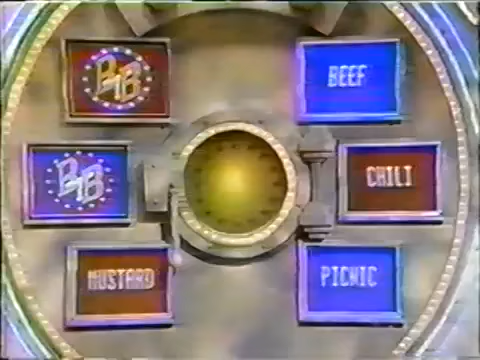 BB
BEEF
BB
CHILI
MUSTARD
PICNIC